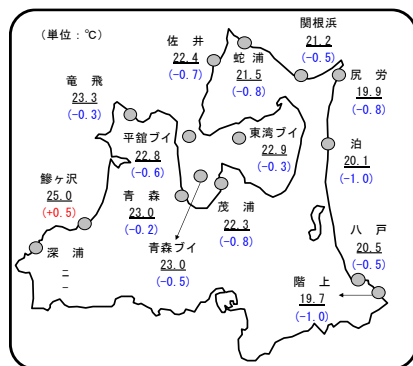 (単位：℃)
関根浜
21.2
(-0.5)
佐井
22.4
(-0.7)
蛇浦
21.5
(-0.8)
尻労
19.9
(-0.8)
竜飛
23.3
(-0.3)
平舘ブイ
22.8
(-0.6)
東湾ブイ
22.9
(-0.3)
泊
20.1
(-1.0)
鰺ヶ沢
25.0
(+0.5)
青森
23.0
(-0.2)
茂浦
22.3
(-0.8)
八戸
20.5
(-0.5)
深浦
－－
－
青森ブイ
23.0
(-0.5)
階上
19.7
(-1.0)